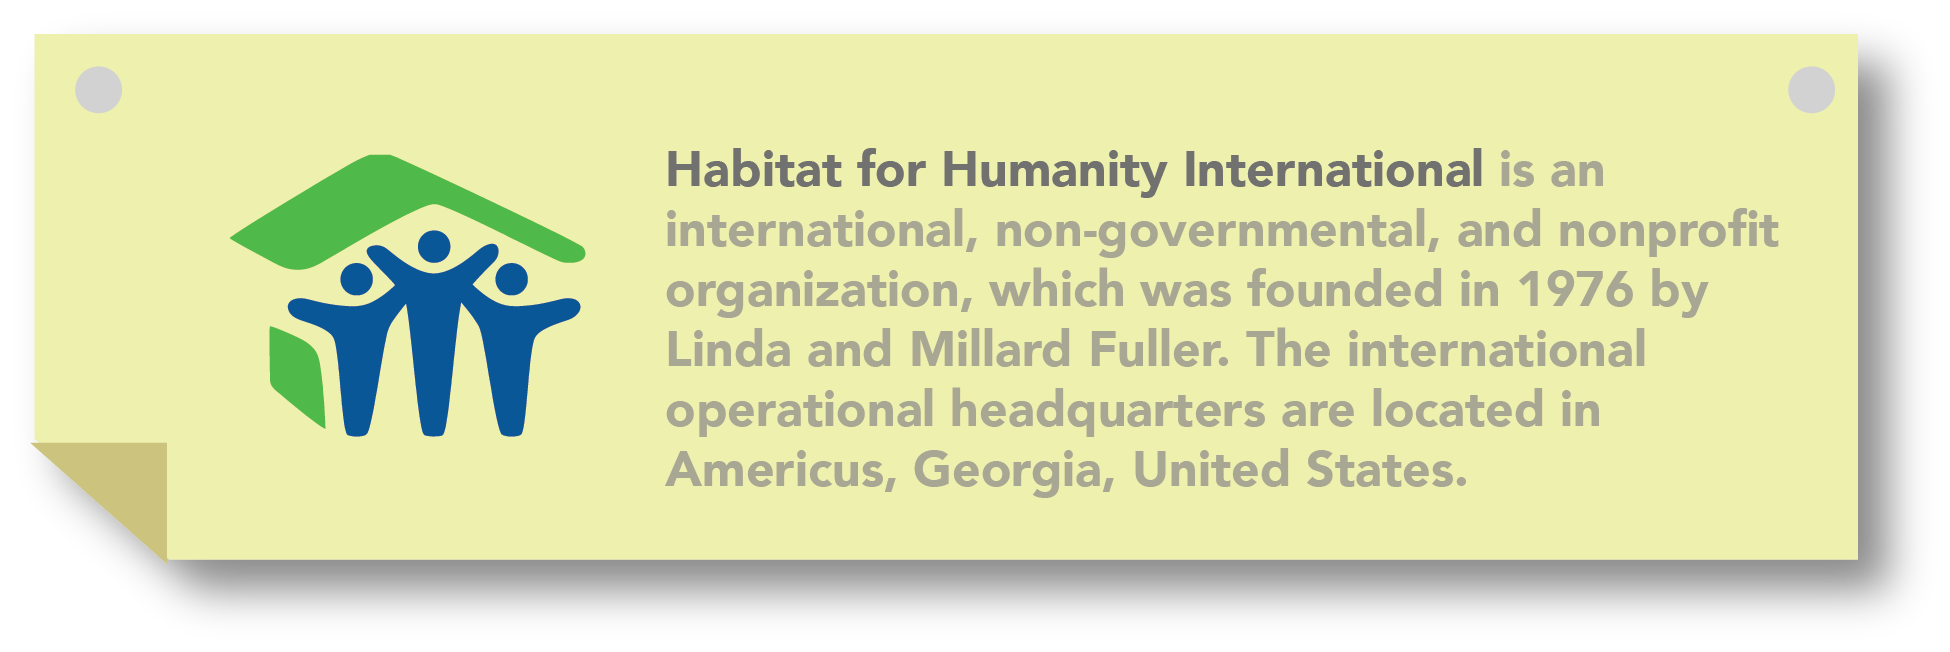 Habitat for Humanity International is an
international, non-governmental, and nonprofit
organization, which was founded in 1976 by
Linda and Millard Fuller. The international
operational headquarters are located in
Americus, Georgia, United States.